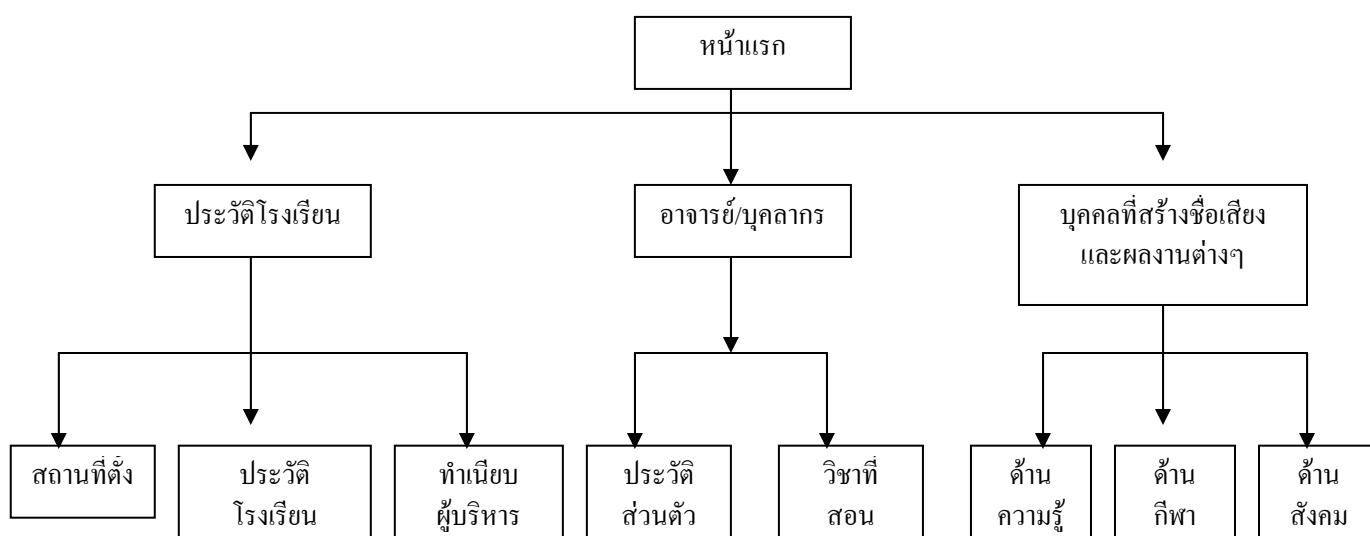 หน้าแรก
ประวัติโรงเรียน
อาจารย์/บุคลากร
บุคคลที่สร้างชื่อเสียง
และผลงานต่างๆ
สถานที่ตั้ง
ประวัติ
โรงเรียน
ทำเนียบ
ผู้บริหาร
ประวัติ
ส่วนตัว
วิชาที่
สอน
ด้าน
ความรู้
ด้าน
กีฬา
ด้าน
สังคม